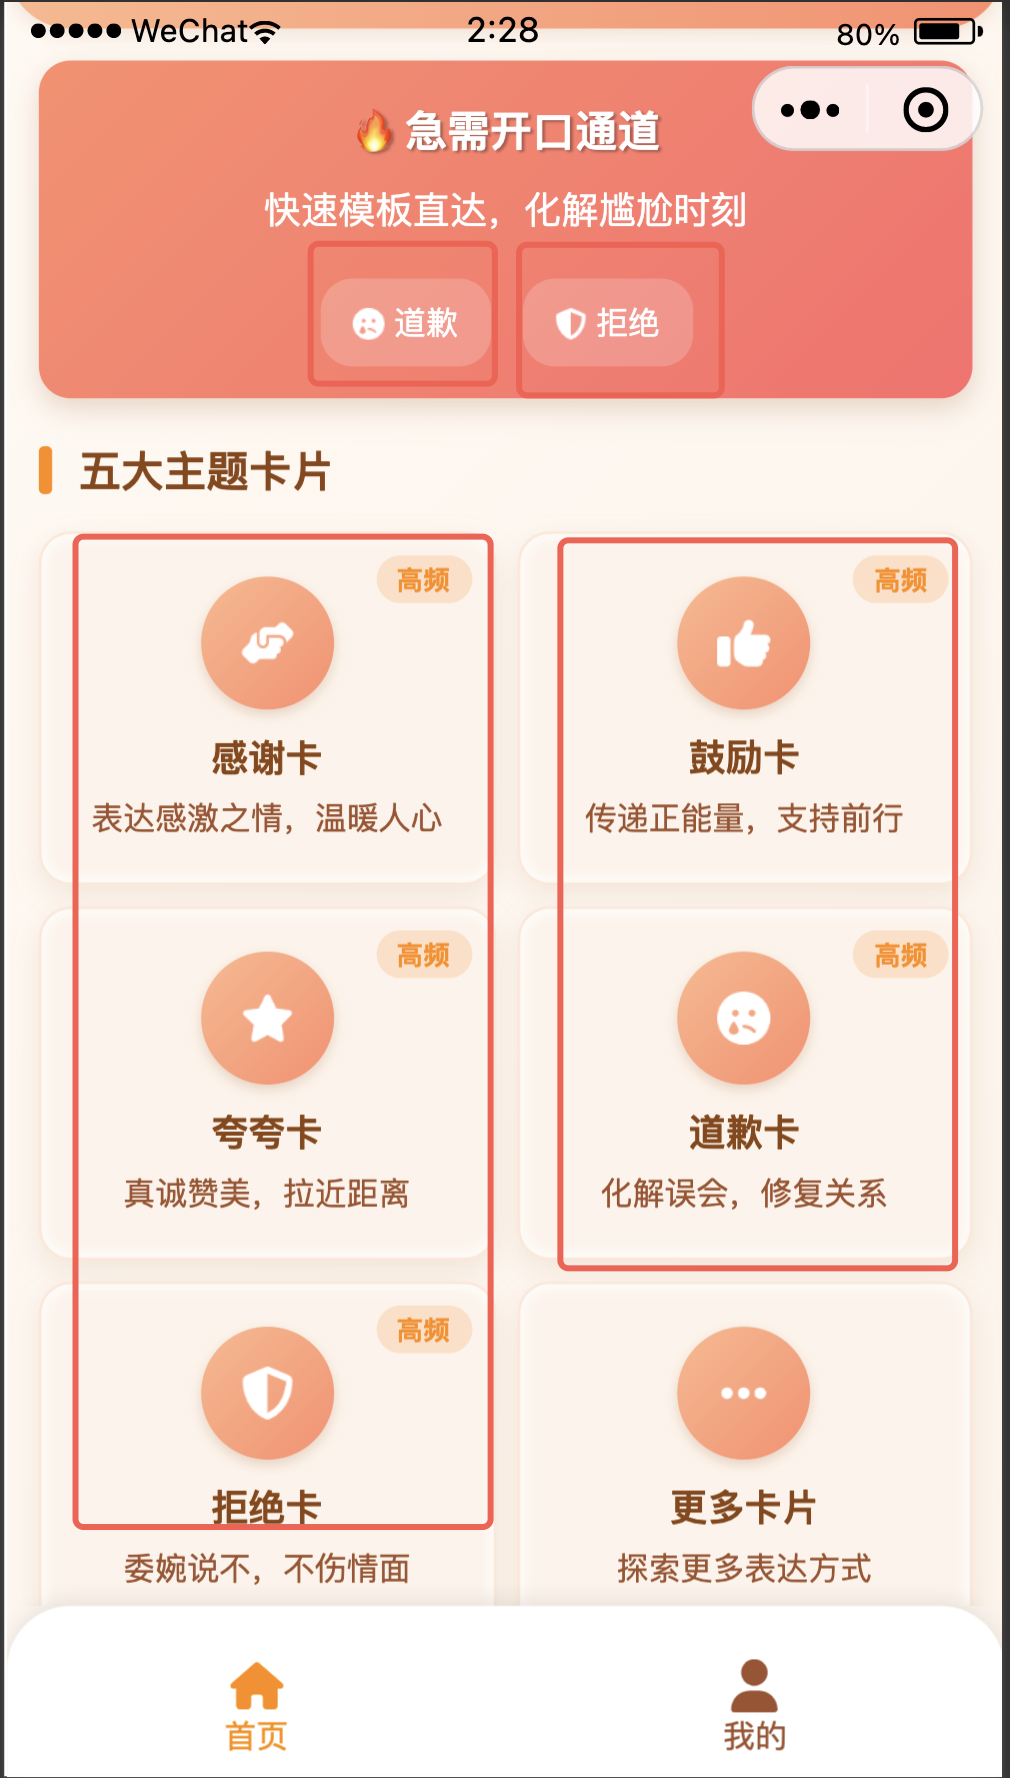 WeChat 2:28 80%
🔥 急需开口通道
快速模板直达，化解尴尬时刻
道歉 拒绝
五大主题卡片
高频
感谢卡
表达感激之情，温暖人心
高频
鼓励卡
传递正能量，支持前行
高频
夸夸卡
真诚赞美，拉近距离
高频
道歉卡
化解误会，修复关系
高频
拒绝卡
委婉说不，不伤情面
更多卡片
探索更多表达方式
首页 我的